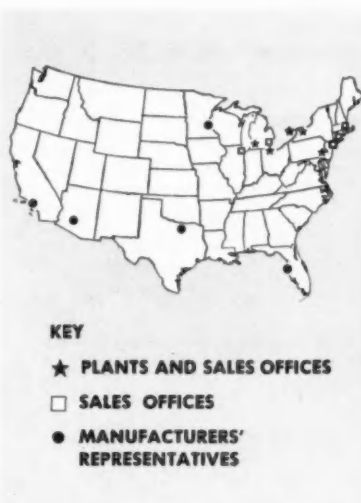 KEY
★ PLANTS AND SALES OFFICES
□ SALES OFFICES
● MANUFACTURERS'
REPRESENTATIVES